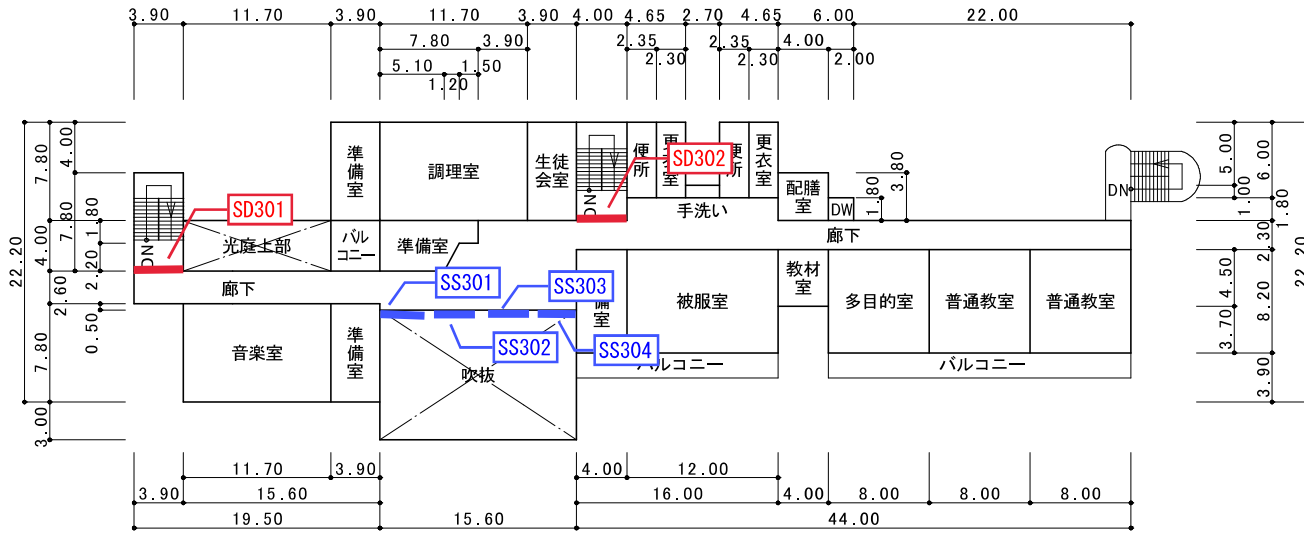 3.90 11.70 3.90 11.70 3.90 4.00 4.65 2.70 4.65 6.00 22.00
7.80 3.90 2.35 2.35 4.00
5.10 1.50 2.30 2.30 2.00
1.20
準備室
調理室
生徒会室
便所
更衣室
便所
更衣室
配膳室
DW
手洗い
廊下
SD302
SD301
DN
DN
DN
光庭上部
バルコニー
準備室
廊下
SS301
SS303
SS302
SS304
備室
被服室
教材室
多目的室
普通教室
普通教室
音楽室
準備室
吹抜
バルコニー
バルコニー
22.20
7.80 4.00 7.80 3.00
4.00 7.80 2.60
1.80 2.20 0.50
1.80 3.80
5.00 1.00 2.30 4.50 3.70
6.00 1.80 8.20 3.90
22.20
11.70 3.90 4.00 12.00
3.90 15.60 16.00 4.00 8.00 8.00 8.00
19.50 15.60 44.00